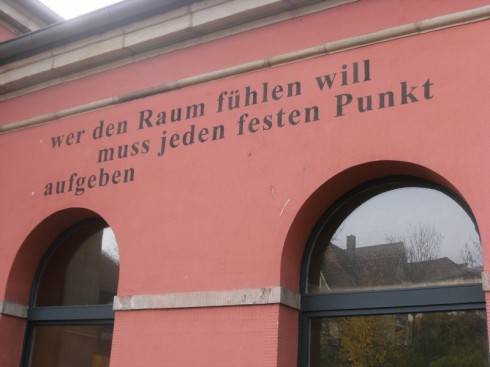 wer den Raum fühlen will
muss jeden festen Punkt
aufgeben